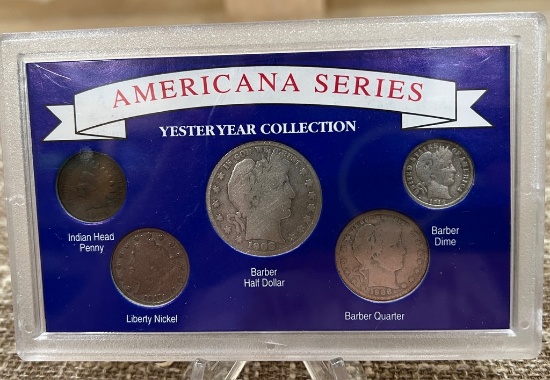 AMERICANA SERIES
YESTERYEAR COLLECTION
Indian Head
Penny
Liberty Nickel
Barber
Half Dollar
Barber Quarter
Barber
Dime